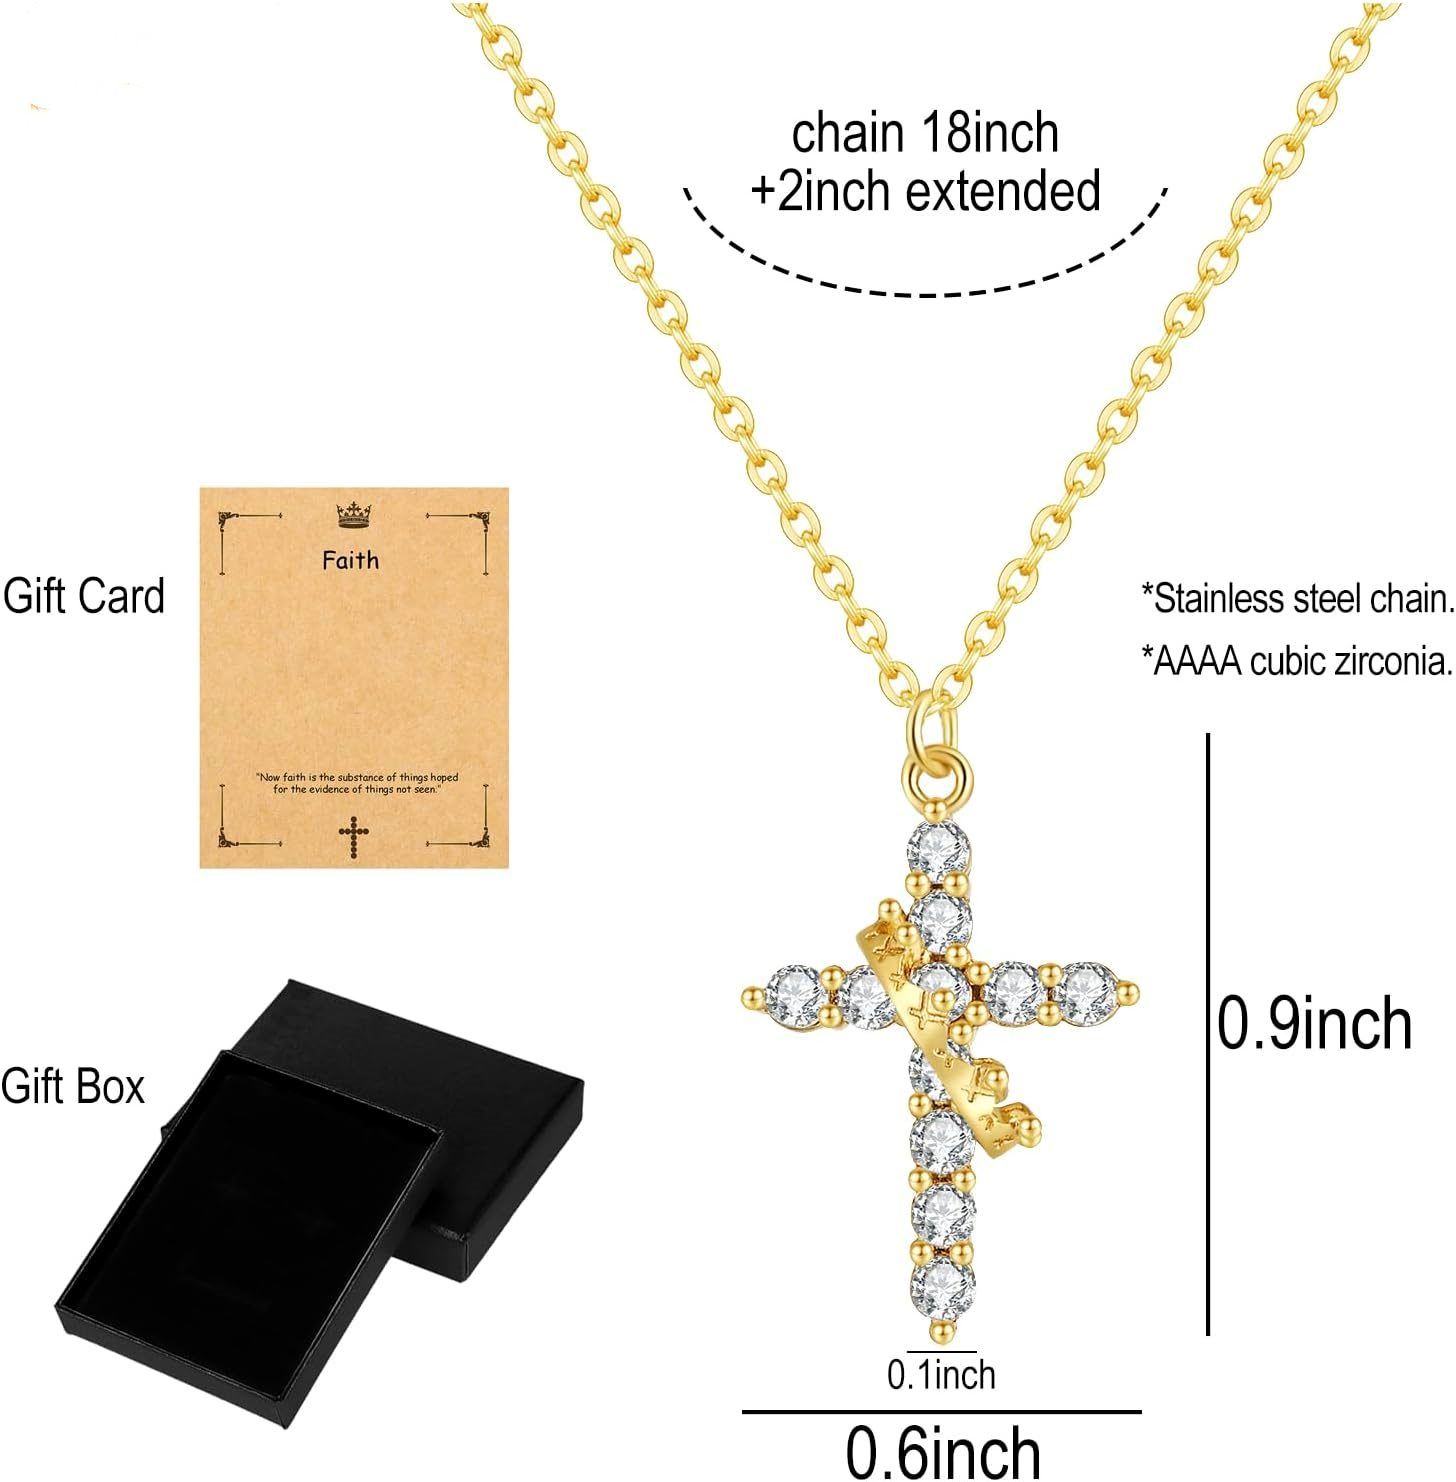 chain 18inch
+2inch extended
Faith
Gift Card
*Stainless steel chain.
*AAAA cubic zirconia.
"Now faith is the substance of things hoped
for the evidence of things not seen."
0.9inch
Gift Box
0.1inch
0.6inch